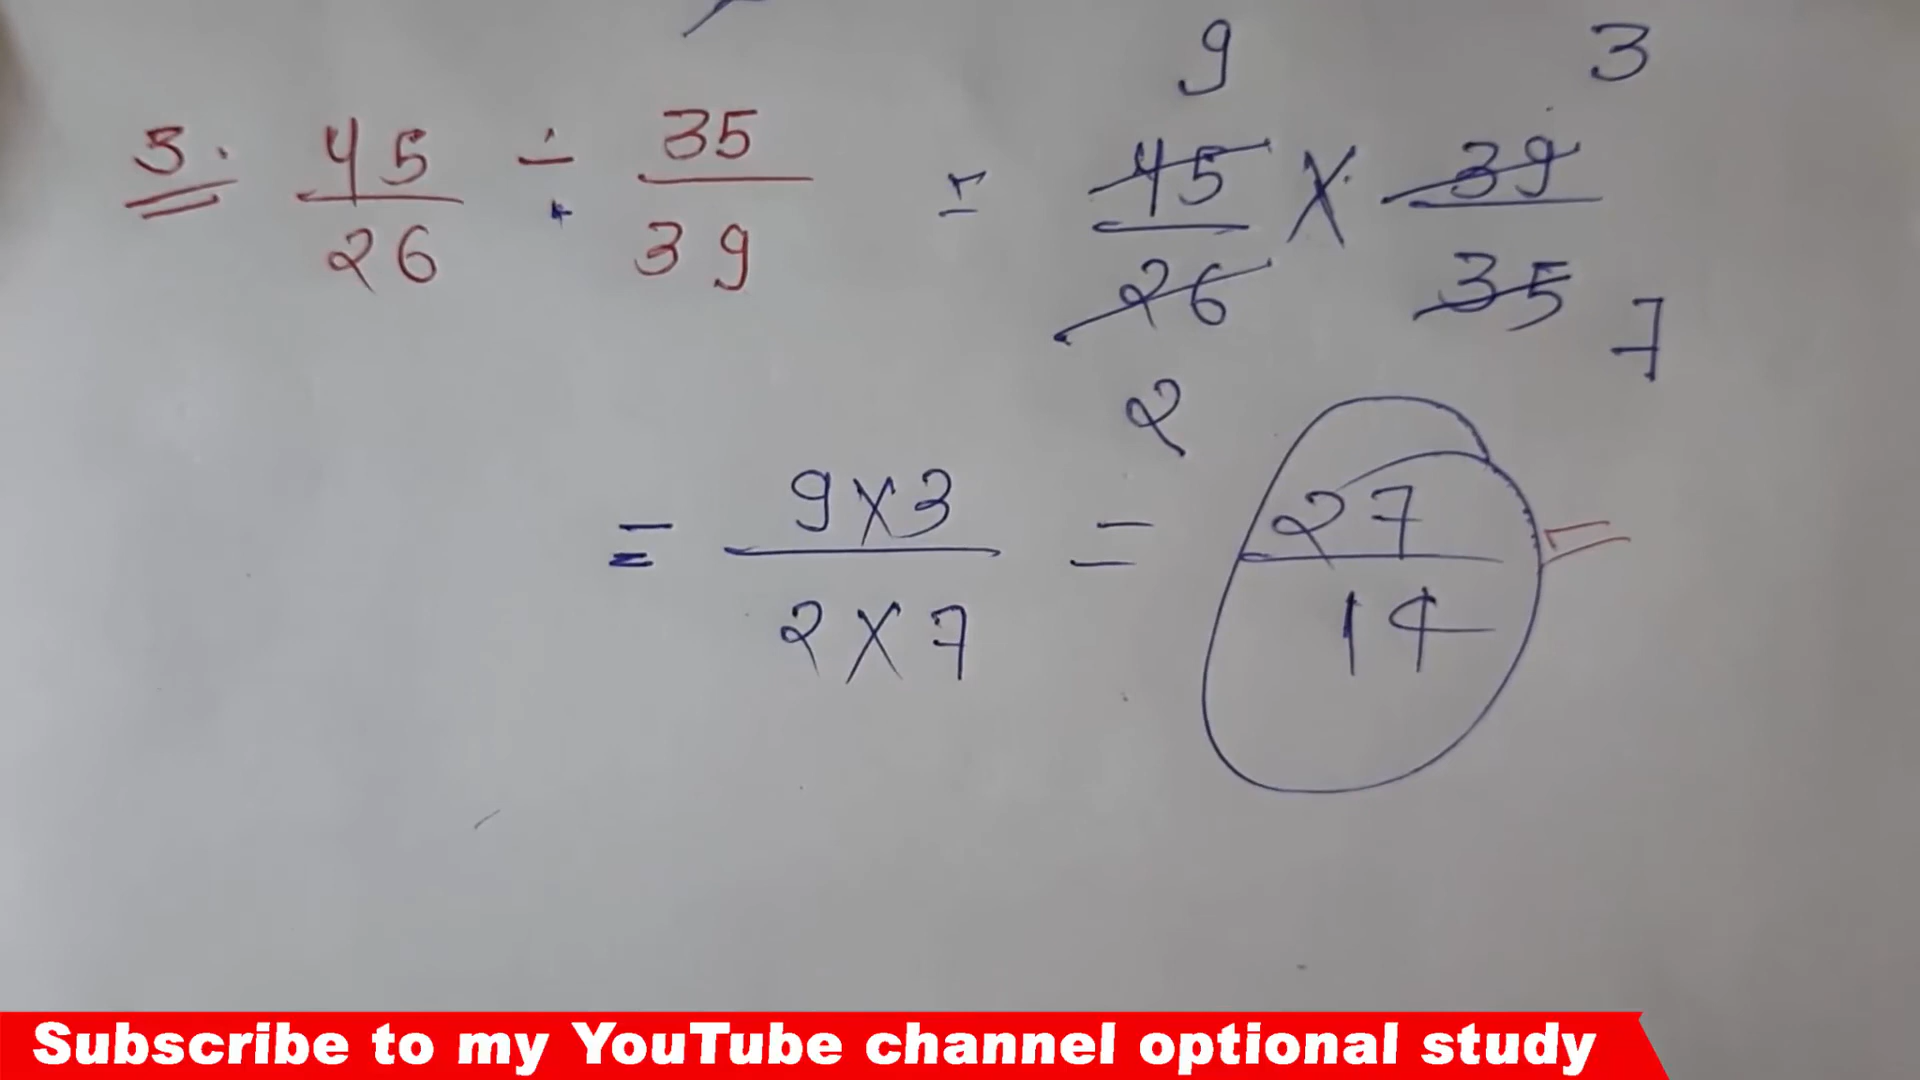 3. 45/26 ÷ 35/39 = 45/26 X 39/35
9 3
2 7
= 9X3/2X7 = 27/14 =
Subscribe to my YouTube channel optional study